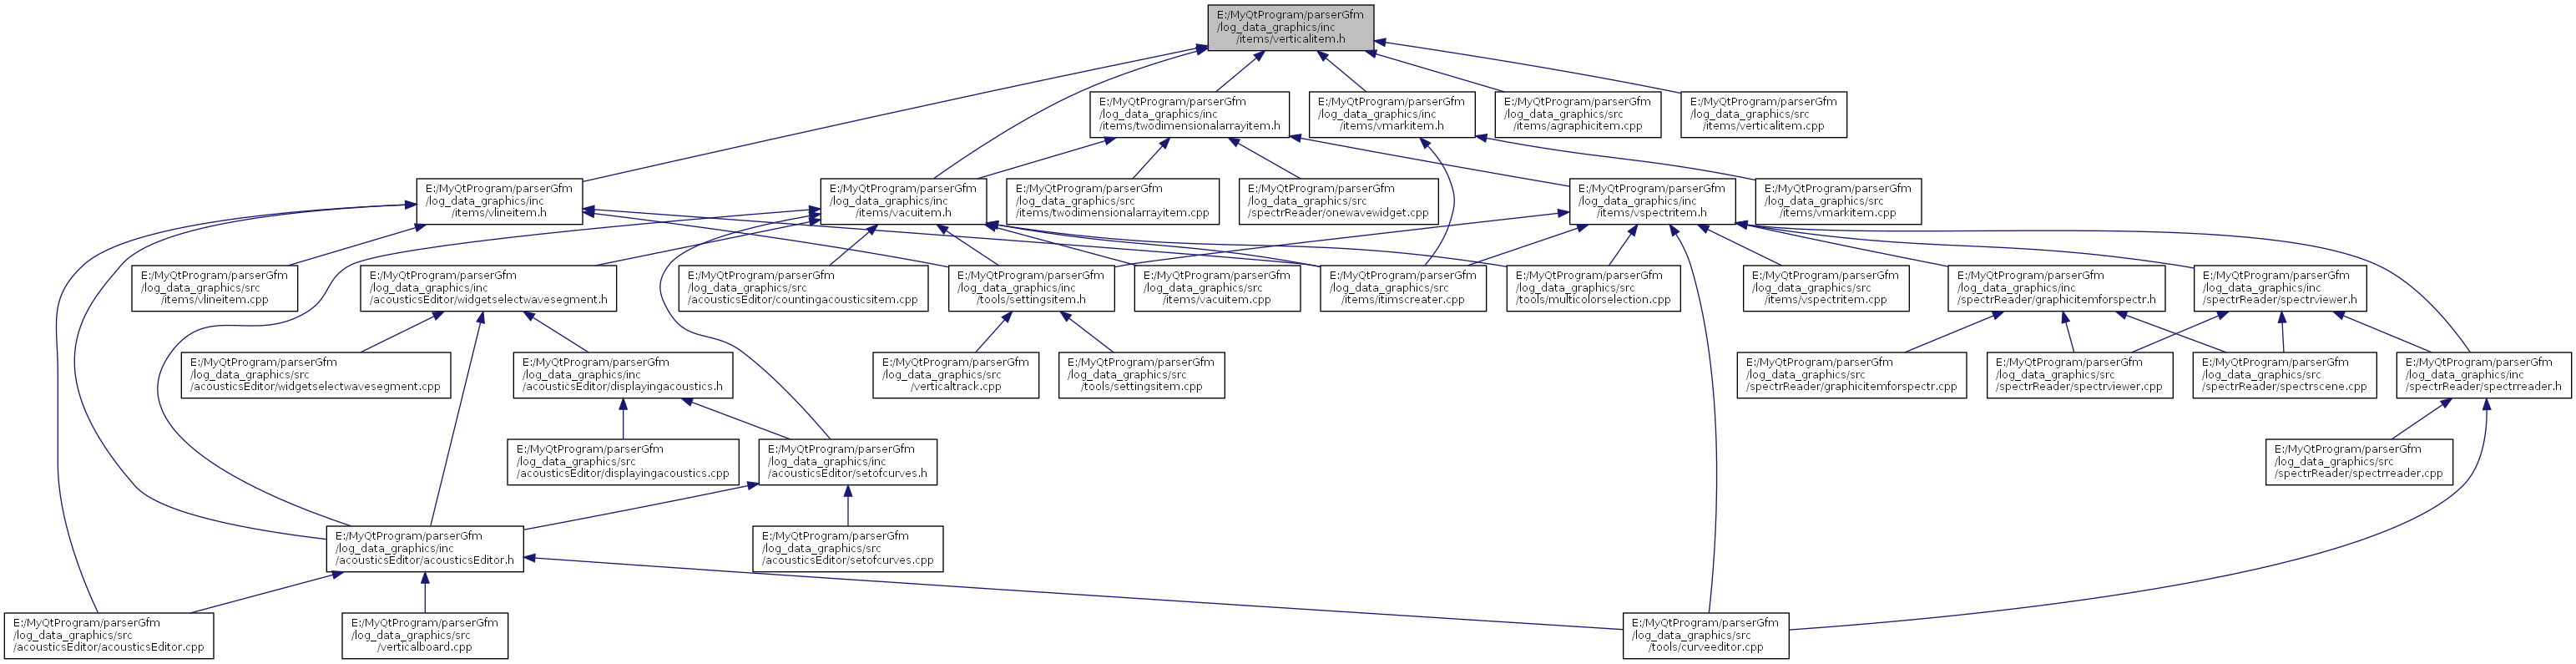 E:/MyQtProgram/parserGfm
/log_data_graphics/inc
/items/verticalitem.h
E:/MyQtProgram/parserGfm
/log_data_graphics/inc
/items/twodimensionalarrayitem.h
E:/MyQtProgram/parserGfm
/log_data_graphics/inc
/items/vmarkitem.h
E:/MyQtProgram/parserGfm
/log_data_graphics/src
/items/agraphicitem.cpp
E:/MyQtProgram/parserGfm
/log_data_graphics/src
/items/verticalitem.cpp
E:/MyQtProgram/parserGfm
/log_data_graphics/inc
/items/vlineitem.h
E:/MyQtProgram/parserGfm
/log_data_graphics/inc
/items/vacuitem.h
E:/MyQtProgram/parserGfm
/log_data_graphics/src
/items/twodimensionalarrayitem.cpp
E:/MyQtProgram/parserGfm
/log_data_graphics/src
/spectrReader/onewavewidget.cpp
E:/MyQtProgram/parserGfm
/log_data_graphics/inc
/items/vspectritem.h
E:/MyQtProgram/parserGfm
/log_data_graphics/src
/items/vmarkitem.cpp
E:/MyQtProgram/parserGfm
/log_data_graphics/src
/items/vlineitem.cpp
E:/MyQtProgram/parserGfm
/log_data_graphics/inc
/acousticsEditor/widgetselectwavesegment.h
E:/MyQtProgram/parserGfm
/log_data_graphics/src
/acousticsEditor/countingacousticsitem.cpp
E:/MyQtProgram/parserGfm
/log_data_graphics/inc
/tools/settingsitem.h
E:/MyQtProgram/parserGfm
/log_data_graphics/src
/items/vacuitem.cpp
E:/MyQtProgram/parserGfm
/log_data_graphics/src
/items/itimscreater.cpp
E:/MyQtProgram/parserGfm
/log_data_graphics/src
/tools/multicolorselection.cpp
E:/MyQtProgram/parserGfm
/log_data_graphics/src
/items/vspectritem.cpp
E:/MyQtProgram/parserGfm
/log_data_graphics/inc
/spectrReader/graphicitemforspectr.h
E:/MyQtProgram/parserGfm
/log_data_graphics/inc
/spectrReader/spectrviewer.h
E:/MyQtProgram/parserGfm
/log_data_graphics/src
/acousticsEditor/widgetselectwavesegment.cpp
E:/MyQtProgram/parserGfm
/log_data_graphics/inc
/acousticsEditor/displayingacoustics.h
E:/MyQtProgram/parserGfm
/log_data_graphics/src
/verticaltrack.cpp
E:/MyQtProgram/parserGfm
/log_data_graphics/src
/tools/settingsitem.cpp
E:/MyQtProgram/parserGfm
/log_data_graphics/src
/spectrReader/graphicitemforspectr.cpp
E:/MyQtProgram/parserGfm
/log_data_graphics/src
/spectrReader/spectrviewer.cpp
E:/MyQtProgram/parserGfm
/log_data_graphics/src
/spectrReader/spectrscene.cpp
E:/MyQtProgram/parserGfm
/log_data_graphics/inc
/spectrReader/spectrreader.h
E:/MyQtProgram/parserGfm
/log_data_graphics/src
/acousticsEditor/displayingacoustics.cpp
E:/MyQtProgram/parserGfm
/log_data_graphics/inc
/acousticsEditor/setofcurves.h
E:/MyQtProgram/parserGfm
/log_data_graphics/src
/spectrReader/spectrreader.cpp
E:/MyQtProgram/parserGfm
/log_data_graphics/inc
/acousticsEditor/acousticsEditor.h
E:/MyQtProgram/parserGfm
/log_data_graphics/src
/acousticsEditor/setofcurves.cpp
E:/MyQtProgram/parserGfm
/log_data_graphics/src
/acousticsEditor/acousticsEditor.cpp
E:/MyQtProgram/parserGfm
/log_data_graphics/src
/verticalboard.cpp
E:/MyQtProgram/parserGfm
/log_data_graphics/src
/tools/curveeditor.cpp